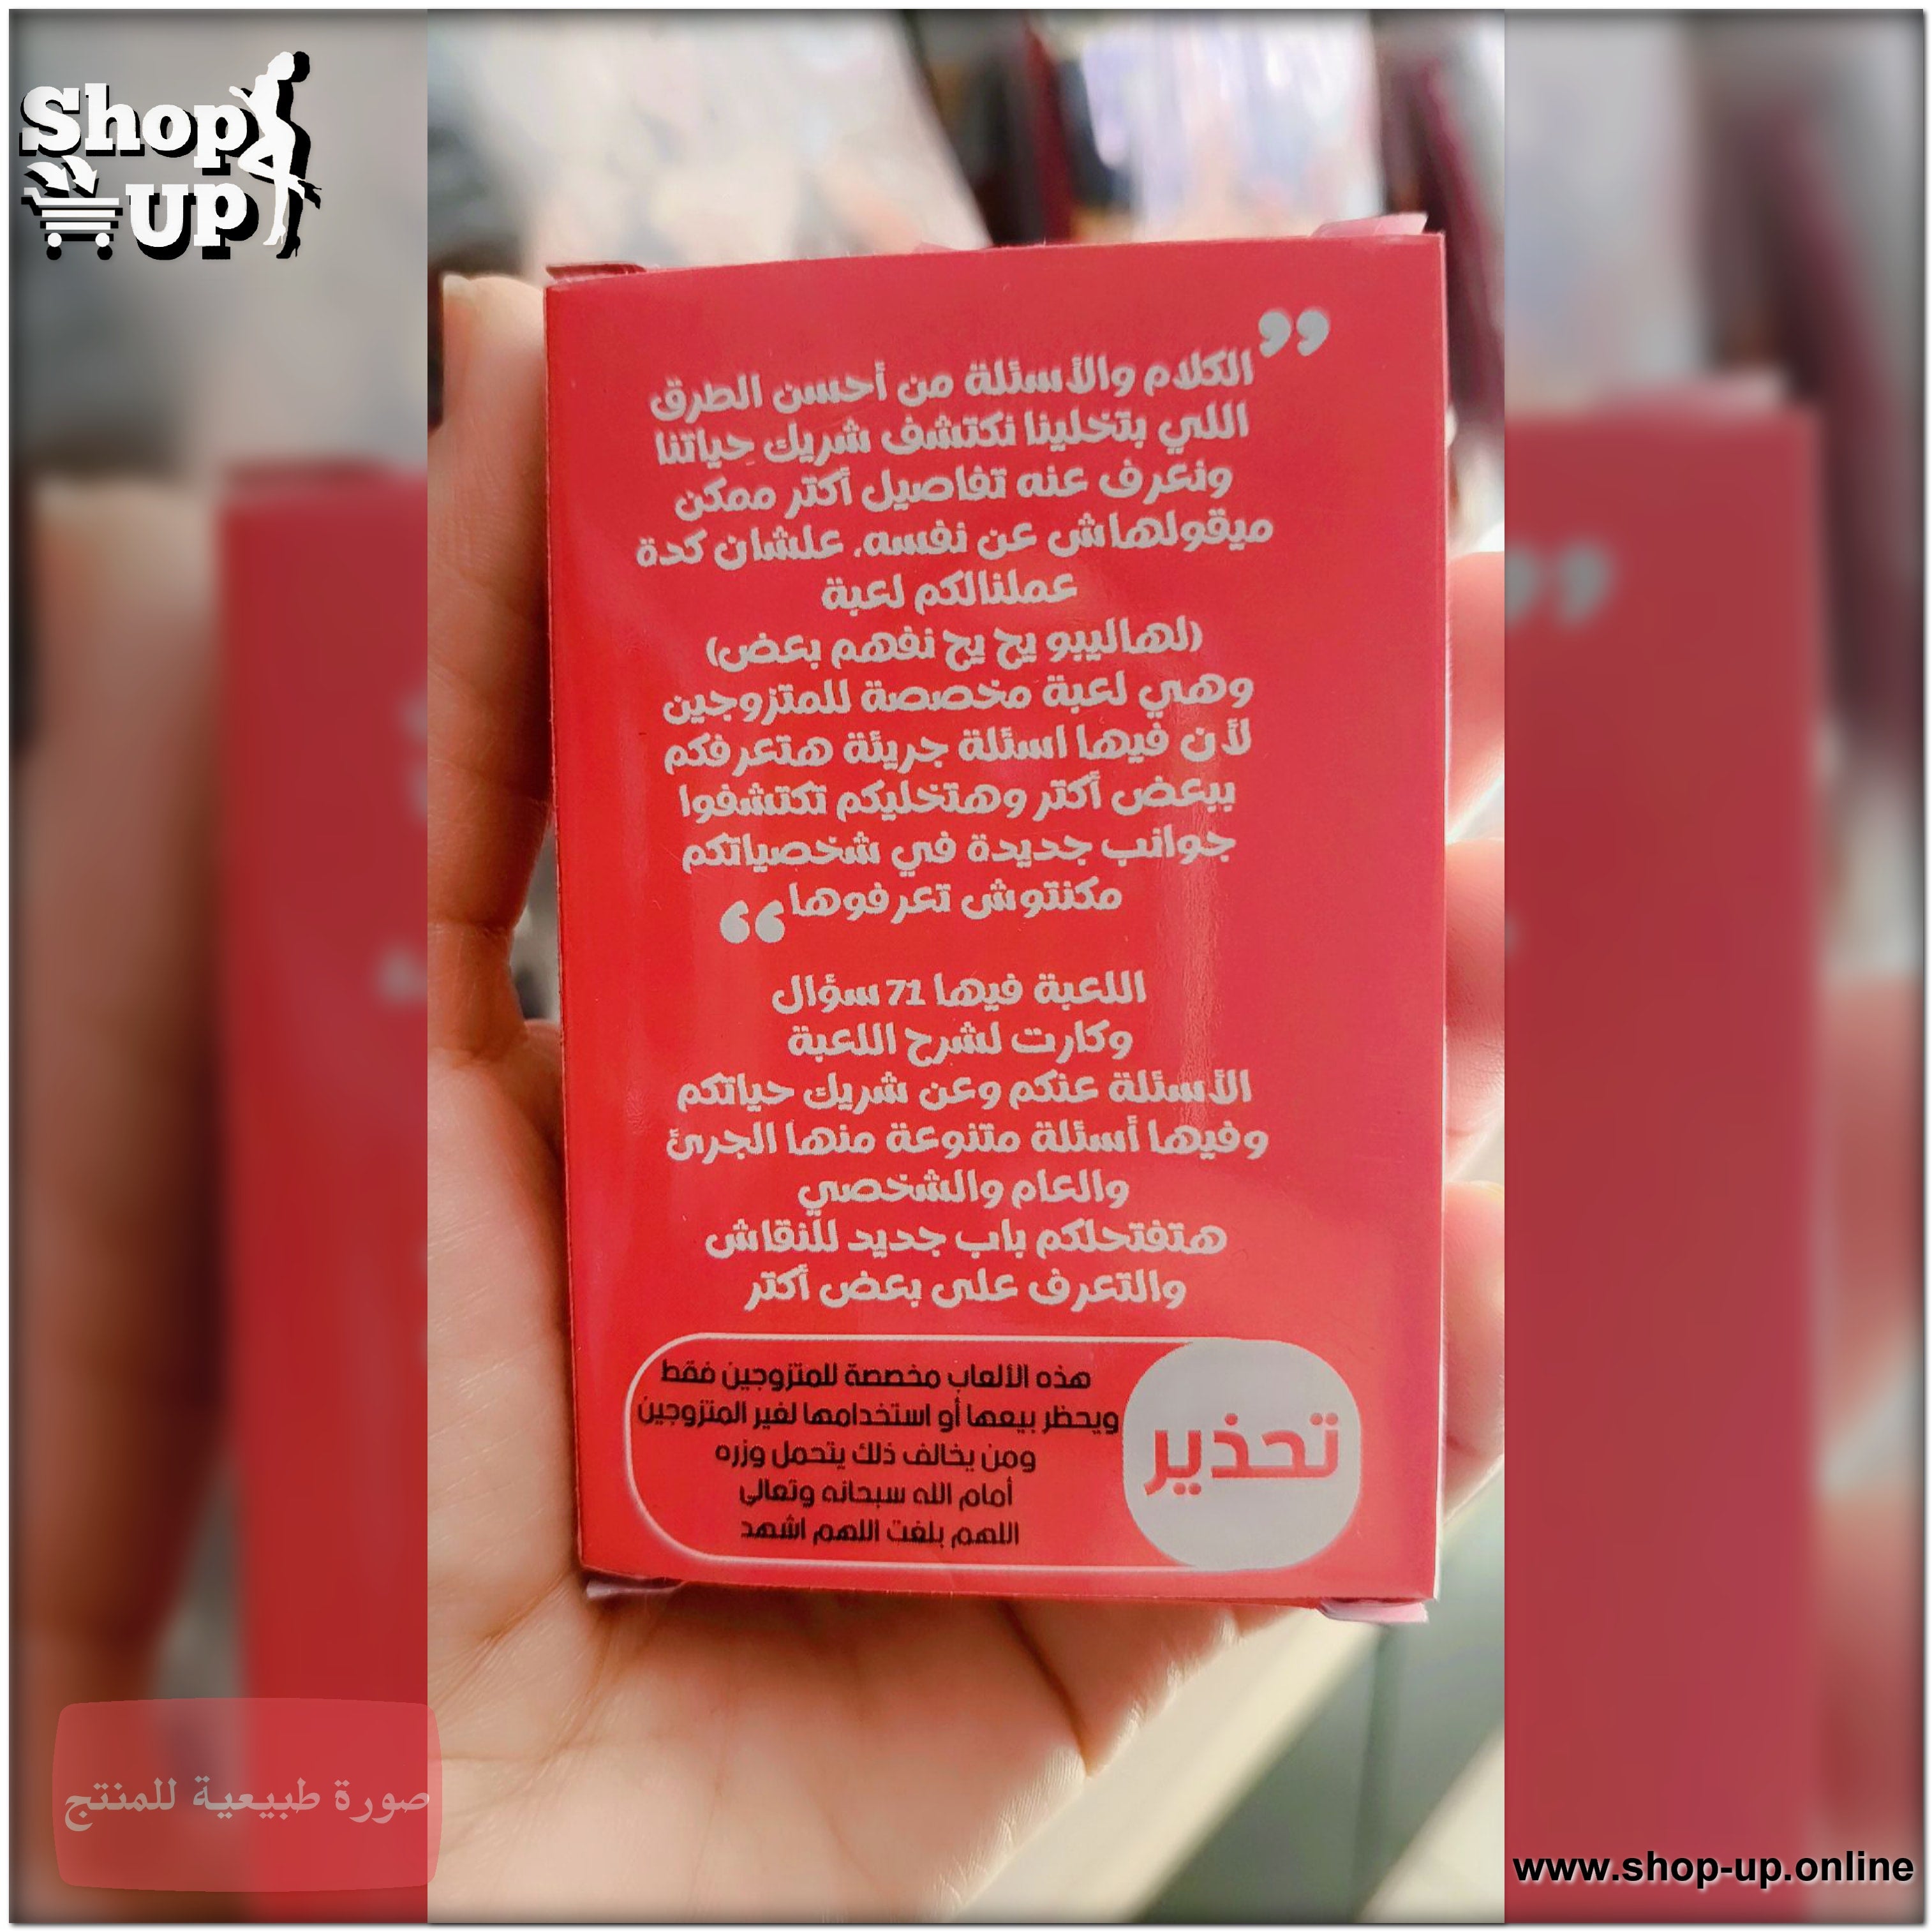 Shop
up
”
الكلام والأسئلة من أحسن الطرق
اللي بتخلينا نكتشف شريك حياتنا
ونعرف عنه تفاصيل أكتر ممكن
ميقولهاش عن نفسه. علشان كدة
عملنالكم لعبة
(لهاليبو يح يح نفهم بعض)
وهي لعبة مخصصة للمتزوجين
لأن فيها اسئلة جريئة هتعرفكم
ببعض أكتر وهتخليكم تكتشفوا
جوانب جديدة في شخصياتكم
مكنتوش تعرفوها “
اللعبة فيها 71 سؤال
وكارت لشرح اللعبة
الأسئلة عنكم وعن شريك حياتكم
وفيها أسئلة متنوعة منها الجرئ
والعام والشخصي
هتفتحلكم باب جديد للنقاش
والتعرف على بعض أكتر
تحذير
هذه الألعاب مخصصة للمتزوجين فقط
ويحظر بيعها أو استخدامها لغير المتزوجين
ومن يخالف ذلك يتحمل وزره
أمام الله سبحانه وتعالى
اللهم بلغت اللهم اشهد
صورة طبيعية للمنتج
www.shop-up.online